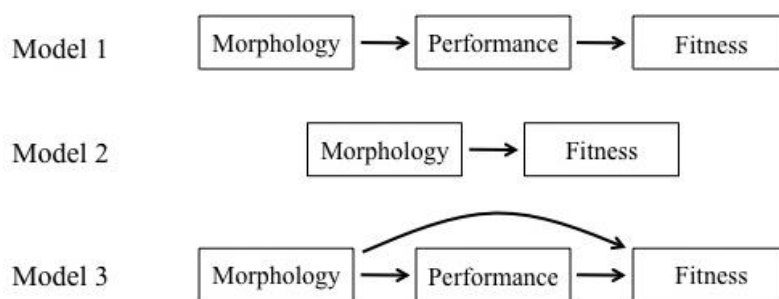 Model 1 Morphology Performance Fitness
Model 2 Morphology Fitness
Model 3 Morphology Performance Fitness